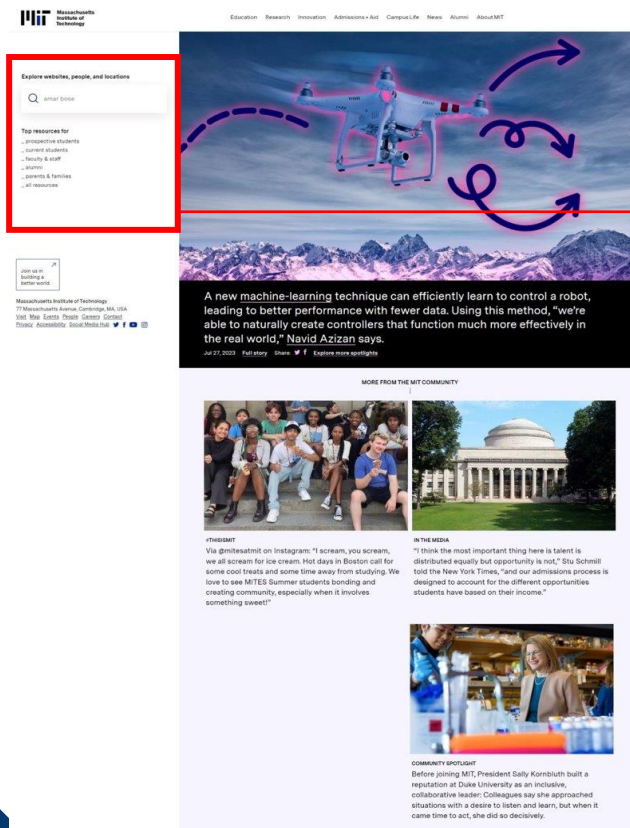 Massachusetts
Institute of
Technology
Education Research Innovation Admissions + Aid Campus Life News Alumni About MIT
Explore websites, people, and locations
amar bose
Top resources for
_ prospective students
_ current students
_ faculty & staff
_ alumni
_ parents & families
_ all resources
Join us in
building a
better world
Massachusetts Institute of Technology
77 Massachusetts Avenue, Cambridge, MA, USA
Visit Map Events People Careers Contact
Privacy Accessibility Social Media Hub
A new machine-learning technique can efficiently learn to control a robot,
leading to better performance with fewer data. Using this method, “we’re
able to naturally create controllers that function much more effectively in
the real world,” Navid Azizan says.
Jul 27, 2023 Full story Share: Explore more spotlights
MORE FROM THE MIT COMMUNITY
#THISISMIT
Via @mitesatmit on Instagram: “I scream, you scream,
we all scream for ice cream. Hot days in Boston call for
some cool treats and some time away from studying. We
love to see MITES Summer students bonding and
creating community, especially when it involves
something sweet!”
IN THE MEDIA
“I think the most important thing here is talent is
distributed equally but opportunity is not,” Stu Schmill
told the New York Times, “and our admissions process is
designed to account for the different opportunities
students have based on their income.”
COMMUNITY SPOTLIGHT
Before joining MIT, President Sally Kornbluth built a
reputation at Duke University as an inclusive,
collaborative leader: Colleagues say she approached
situations with a desire to listen and learn, but when it
came time to act, she did so decisively.